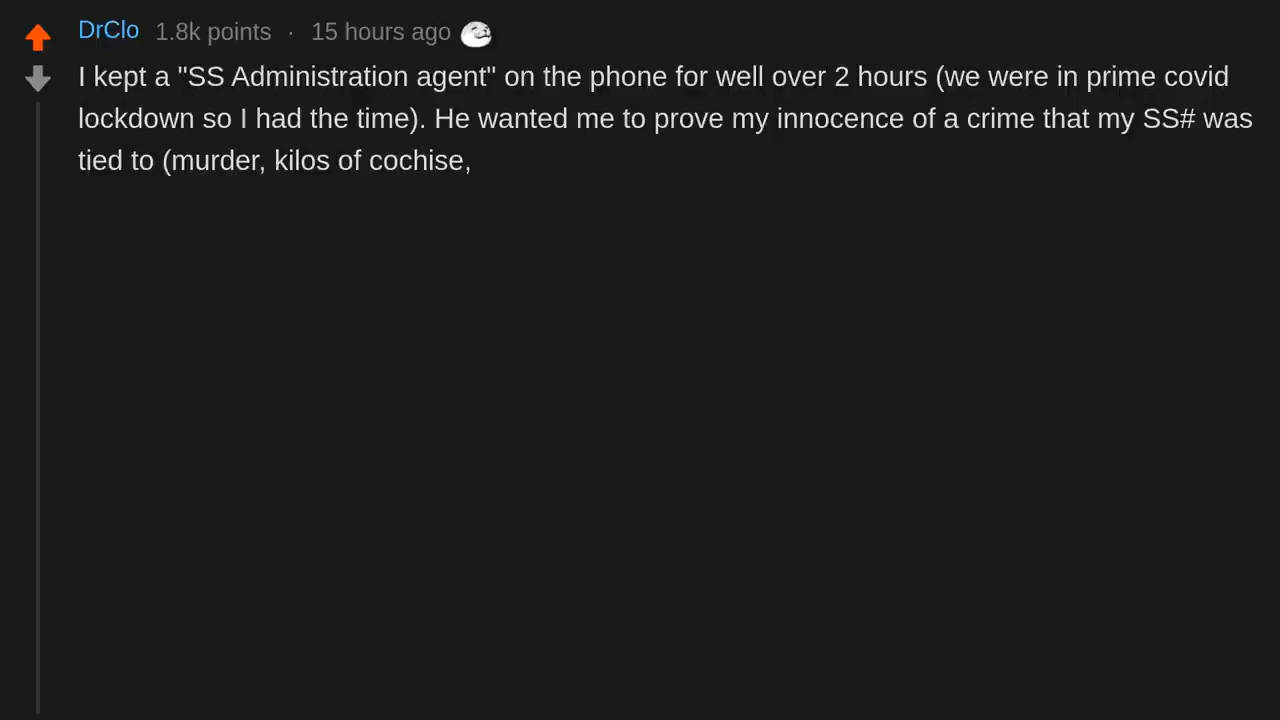 DrClo 1.8k points · 15 hours ago
I kept a "SS Administration agent" on the phone for well over 2 hours (we were in prime covid
lockdown so I had the time). He wanted me to prove my innocence of a crime that my SS# was
tied to (murder, kilos of cochise,